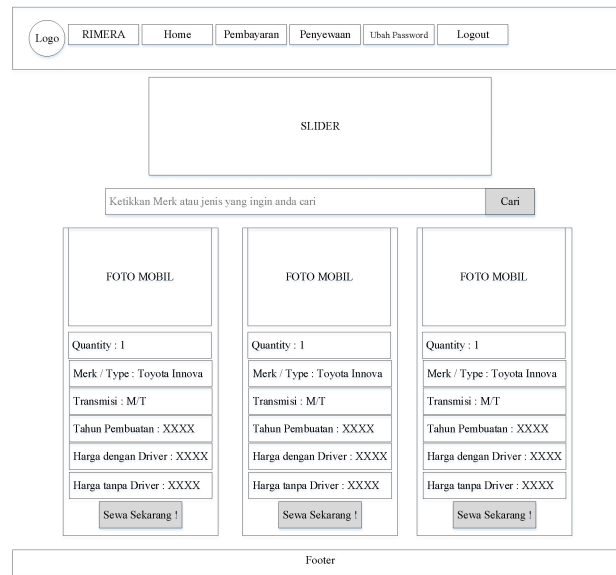 Logo RIMERA Home Pembayaran Penyewaan Ubah Password Logout
SLIDER
Ketikkan Merk atau jenis yang ingin anda cari Cari
FOTO MOBIL
Quantity : 1
Merk / Type : Toyota Innova
Transmisi : M/T
Tahun Pembuatan : XXXX
Harga dengan Driver : XXXX
Harga tanpa Driver : XXXX
Sewa Sekarang !
FOTO MOBIL
Quantity : 1
Merk / Type : Toyota Innova
Transmisi : M/T
Tahun Pembuatan : XXXX
Harga dengan Driver : XXXX
Harga tanpa Driver : XXXX
Sewa Sekarang !
FOTO MOBIL
Quantity : 1
Merk / Type : Toyota Innova
Transmisi : M/T
Tahun Pembuatan : XXXX
Harga dengan Driver : XXXX
Harga tanpa Driver : XXXX
Sewa Sekarang !
Footer